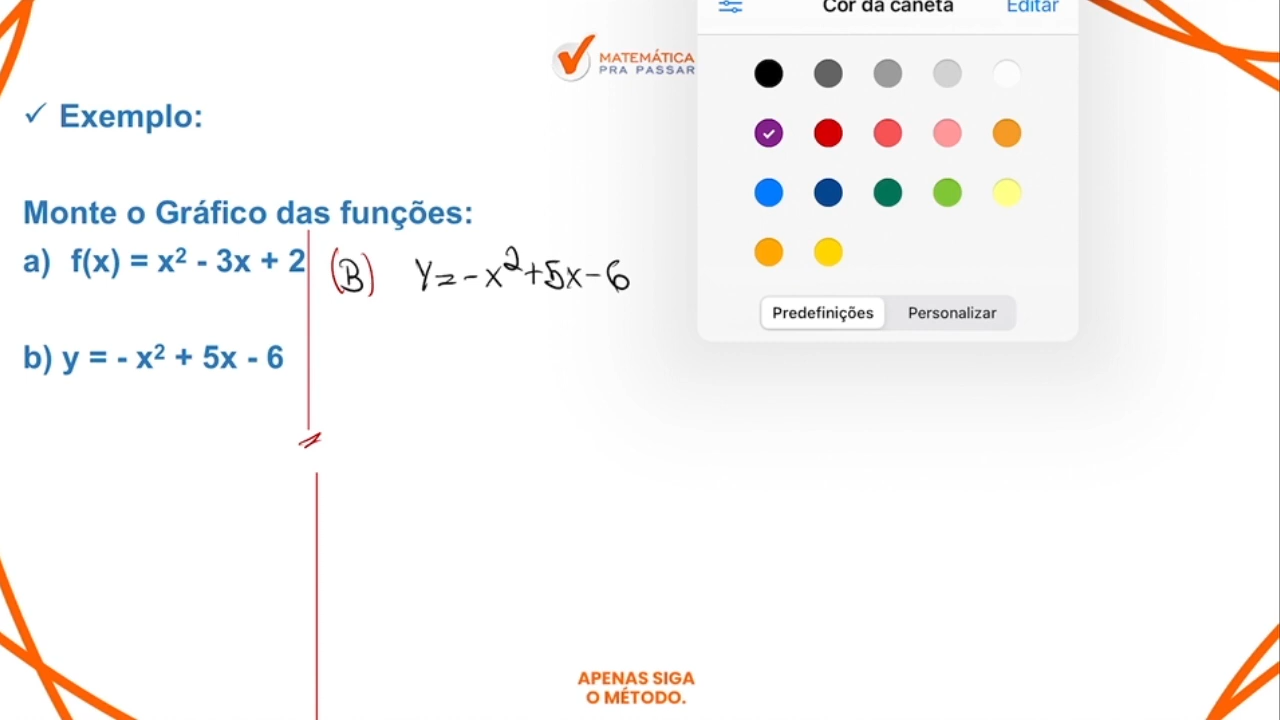 Cor da caneta
Editar
MATEMÁTICA
PRA PASSAR
✓ Exemplo:
Monte o Gráfico das funções:
a) f(x) = x² - 3x + 2
(B) y = -x² + 5x - 6
b) y = - x² + 5x - 6
Predefinições
Personalizar
APENAS SIGA
O MÉTODO.